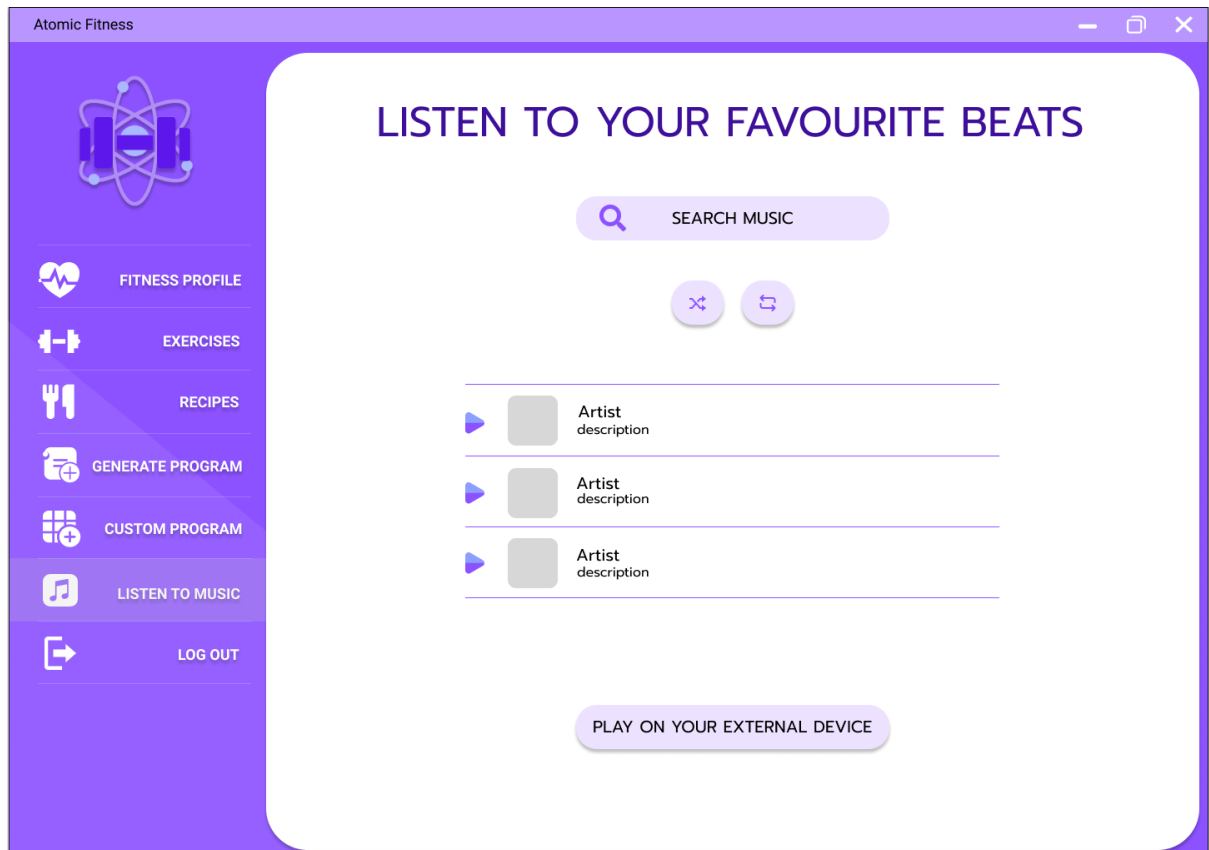 Atomic Fitness
LISTEN TO YOUR FAVOURITE BEATS
SEARCH MUSIC
FITNESS PROFILE
EXERCISES
RECIPES
GENERATE PROGRAM
CUSTOM PROGRAM
LISTEN TO MUSIC
LOG OUT
Artist
description
Artist
description
Artist
description
PLAY ON YOUR EXTERNAL DEVICE